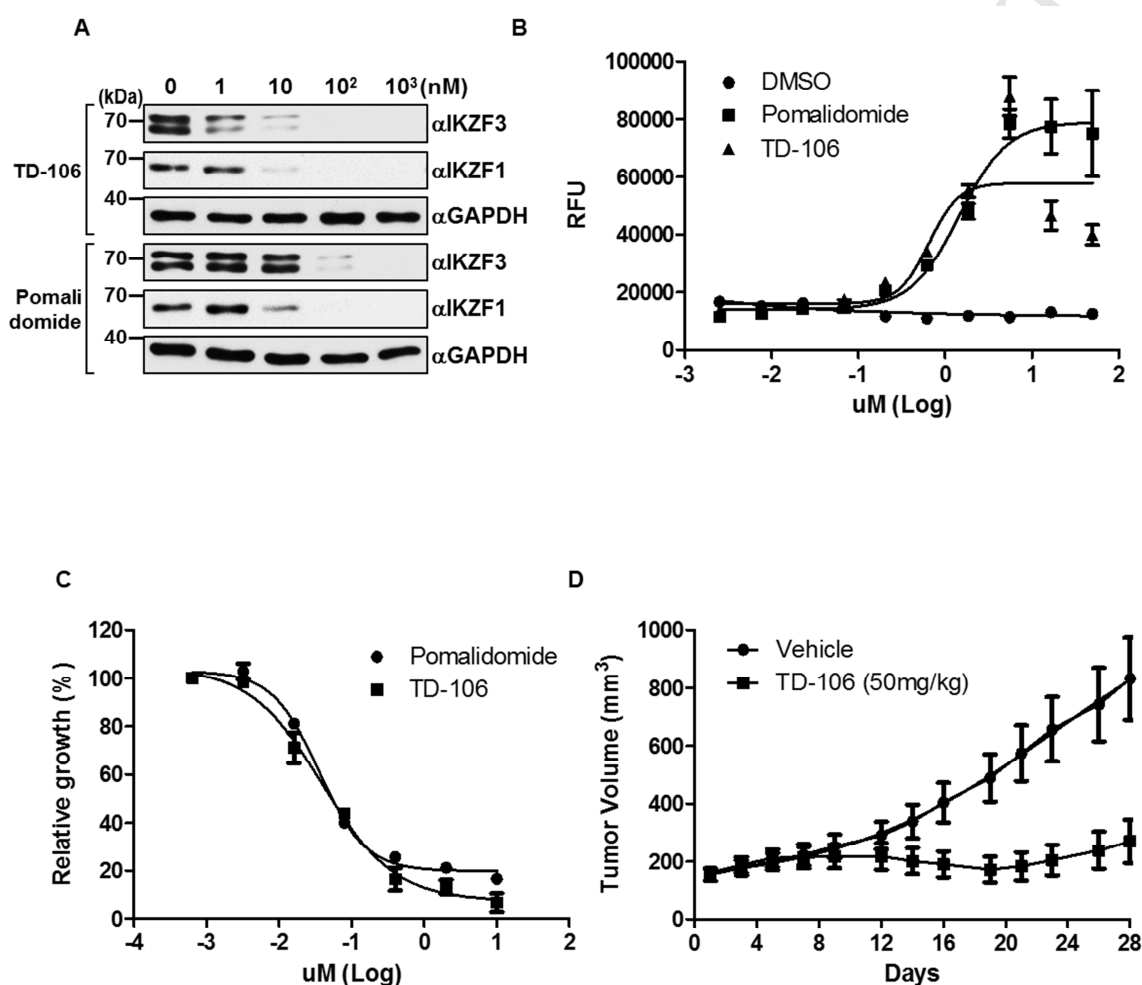 A
(kDa)
0 1 10 10² 10³ (nM)
TD-106
70
αIKZF3
70
αIKZF1
40
αGAPDH
Pomali
domide
70
αIKZF3
70
αIKZF1
40
αGAPDH
B
100000
80000
60000
40000
20000
0
RFU
DMSO
Pomalidomide
TD-106
-3 -2 -1 0 1 2
uM (Log)
C
120
100
80
60
40
20
0
Relative growth (%)
Pomalidomide
TD-106
-4 -3 -2 -1 0 1 2
uM (Log)
D
1000
800
600
400
200
0
Tumor Volume (mm³)
Vehicle
TD-106 (50mg/kg)
0 4 8 12 16 20 24 28
Days